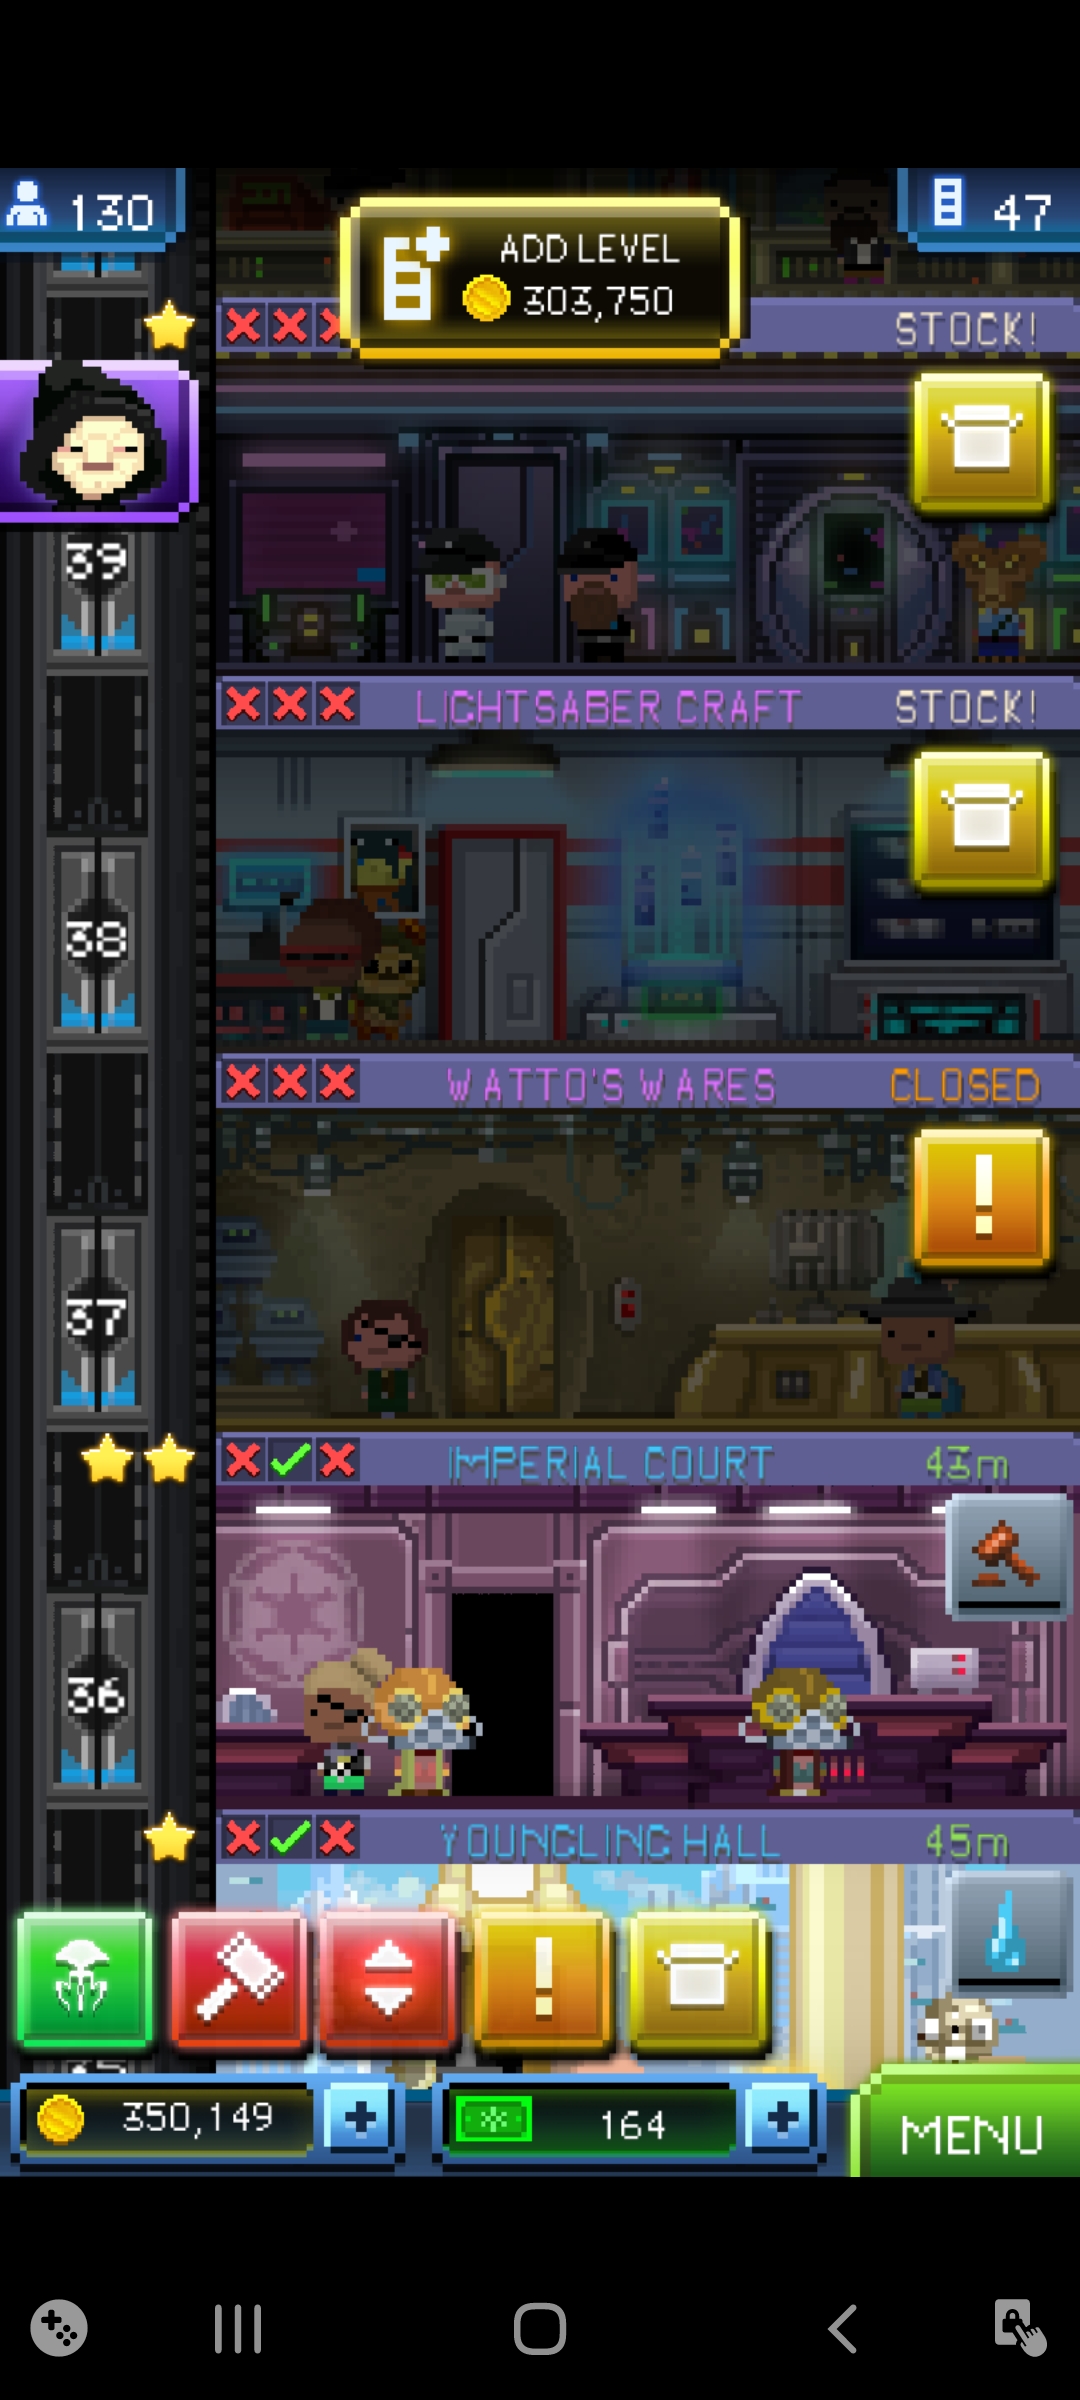 130
47
ADD LEVEL
303,750
STOCK!
39
LIGHTSABER CRAFT
STOCK!
38
WATTO'S WARES
CLOSED
37
IMPERIAL COURT
43m
36
YOUNGLING HALL
45m
350,149
164
MENU